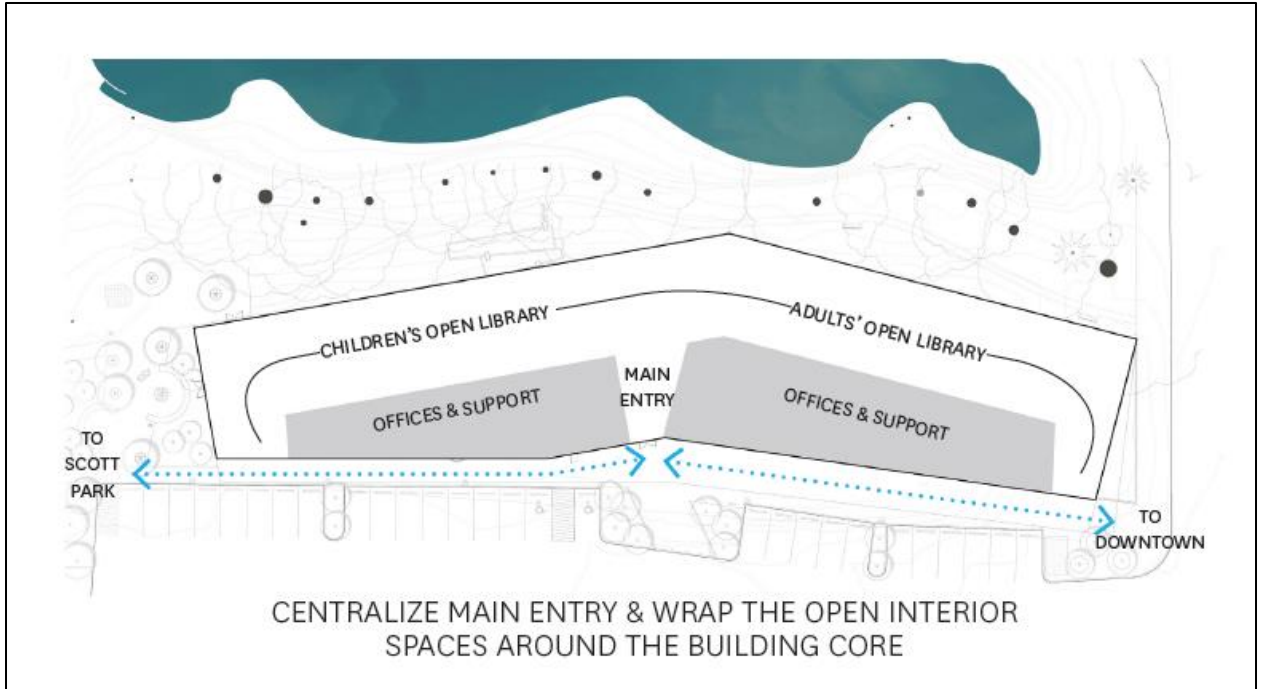 CHILDREN'S OPEN LIBRARY
ADULTS' OPEN LIBRARY
MAIN
ENTRY
OFFICES & SUPPORT
OFFICES & SUPPORT
TO
SCOTT
PARK
TO
DOWNTOWN
CENTRALIZE MAIN ENTRY & WRAP THE OPEN INTERIOR
SPACES AROUND THE BUILDING CORE